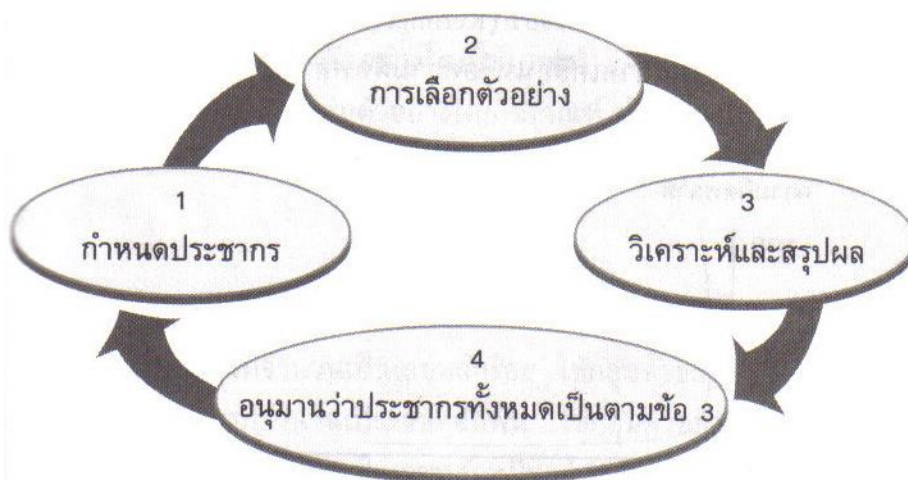 1
กำหนดประชากร
2
การเลือกตัวอย่าง
3
วิเคราะห์และสรุปผล
4
อนุมานว่าประชากรทั้งหมดเป็นตามข้อ 3